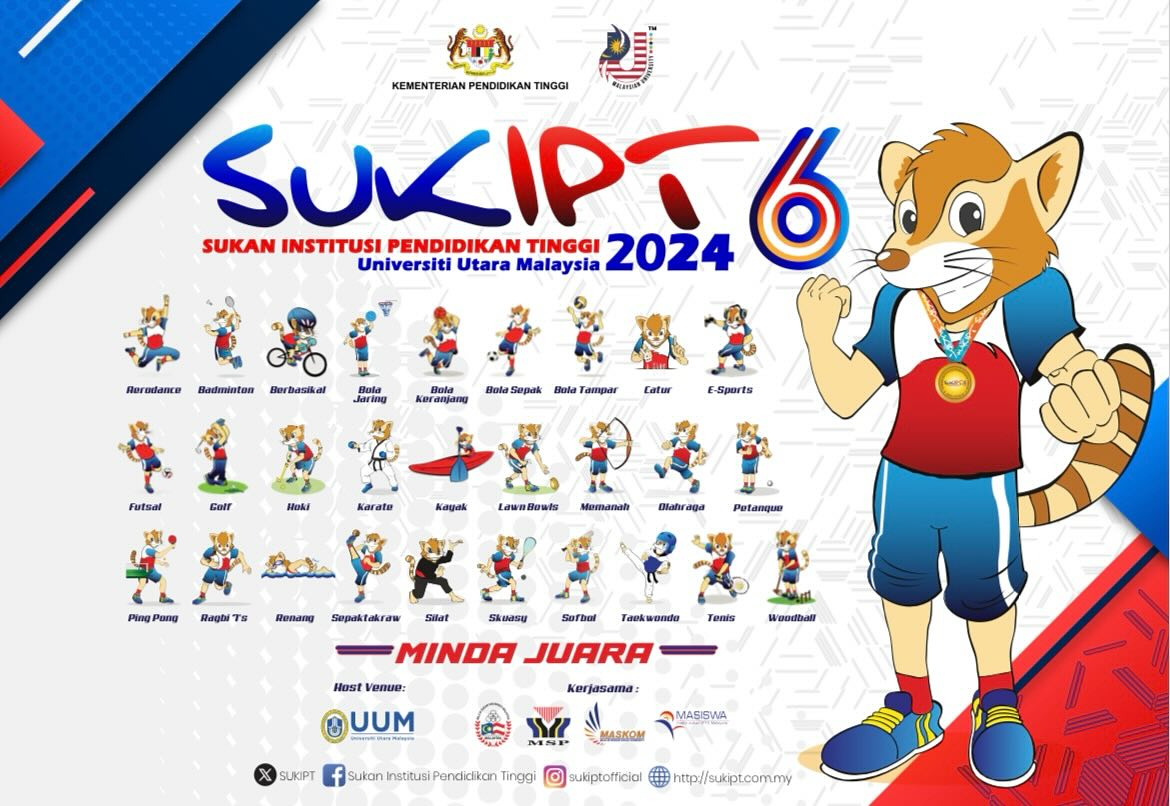 KEMENTERIAN PENDIDIKAN TINGGI
MALAYSIAN UNIVERSITY
TM
SUKIPT 6
SUKAN INSTITUSI PENDIDIKAN TINGGI
Universiti Utara Malaysia 2024
Aerodance Badminton Berbasikal Bola Jaring Bola Keranjang Bola Sepak Bola Tampar Catur E-Sports
Futsal Golf Hoki Karate Kayak Lawn Bowls Memanah Olahraga Petanque
Ping Pong Ragbi 7's Renang Sepaktakraw Silat Skuasy Sofbol Taekwondo Tenis Woodball
MINDA JUARA
Host Venue: Kerjasama :
UUM
Universiti Utara Malaysia
MSP
MASKOM
MASISWA
SUKIPT Sukan Institusi Pendidikan Tinggi sukiptofficial http://sukipt.com.my